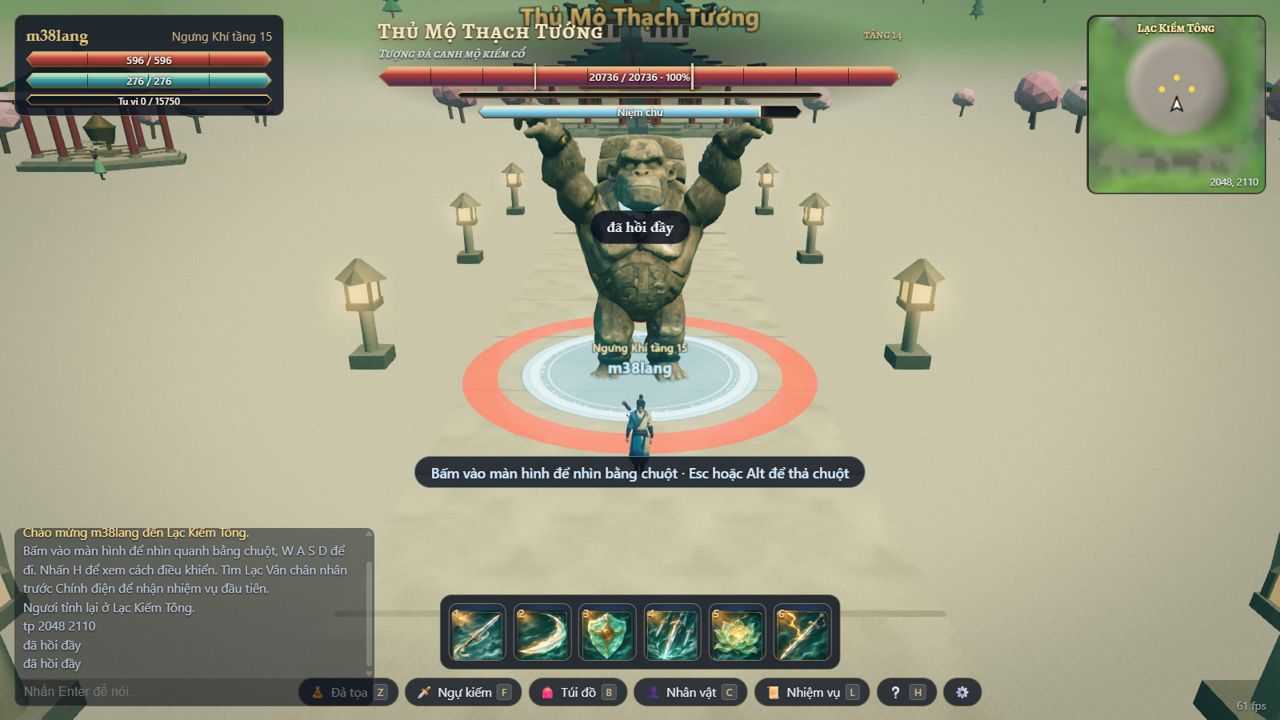 Thủ Mộ Thạch Tướng
m38lang
Ngưng Khí tầng 15
596 / 596
276 / 276
Tu vi 0 / 15750
Thủ Mộ Thạch Tướng
TẦNG 14
Tượng đá canh mộ kiếm cổ
20736 / 20736 · 100%
Niệm chú
Lạc Kiếm Tông
2048, 2110
đã hồi đầy
Ngưng Khí tầng 15
m38lang
Bấm vào màn hình để nhìn bằng chuột · Esc hoặc Alt để thả chuột
Chào mừng m38lang đến Lạc Kiếm Tông.
Bấm vào màn hình để nhìn quanh bằng chuột, W A S D để
đi. Nhấn H để xem cách điều khiển. Tìm Lạc Vân chân nhân
trước Chính điện để nhận nhiệm vụ đầu tiên.
Ngươi tỉnh lại ở Lạc Kiếm Tông.
tp 2048 2110
đã hồi đầy
đã hồi đầy
Nhấn Enter để nói...
1 2 3 4 5 6
Đả tọa Z
Ngự kiếm F
Túi đồ B
Nhân vật C
Nhiệm vụ L
? H
61 fps